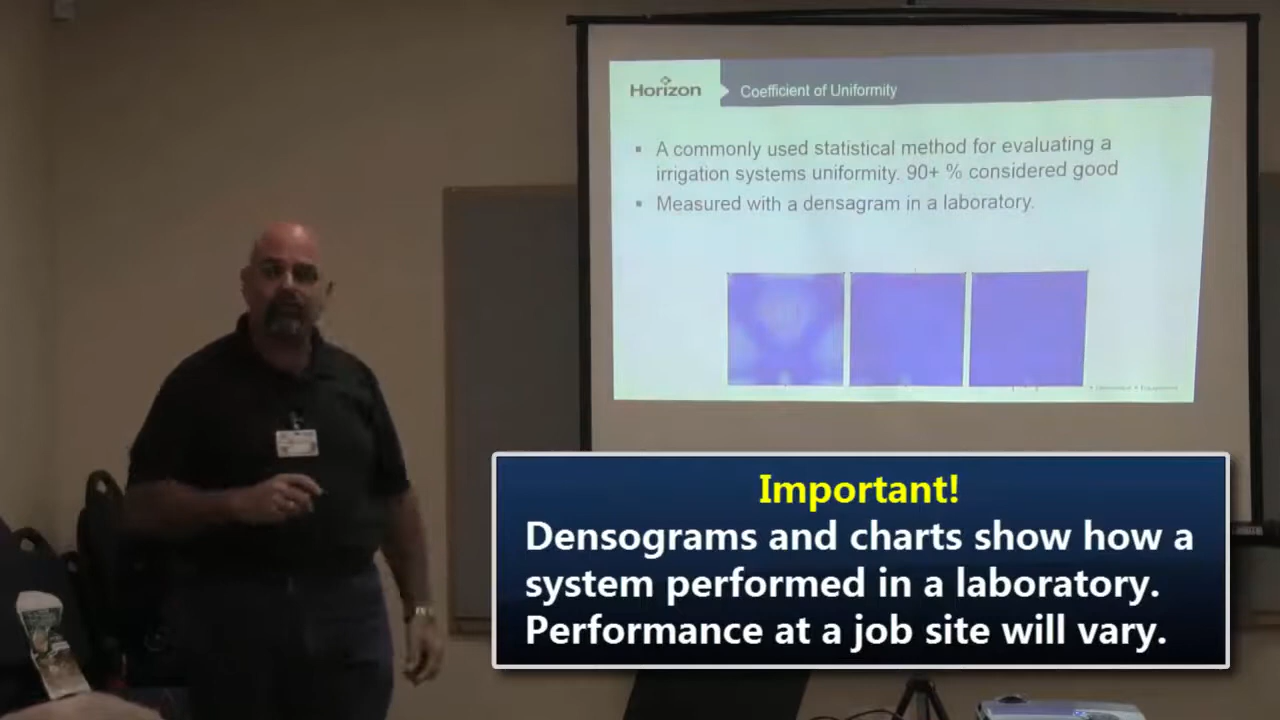 Horizon
Coefficient of Uniformity
A commonly used statistical method for evaluating a
irrigation systems uniformity. 90+ % considered good
Measured with a densagram in a laboratory.
Important!
Densograms and charts show how a
system performed in a laboratory.
Performance at a job site will vary.